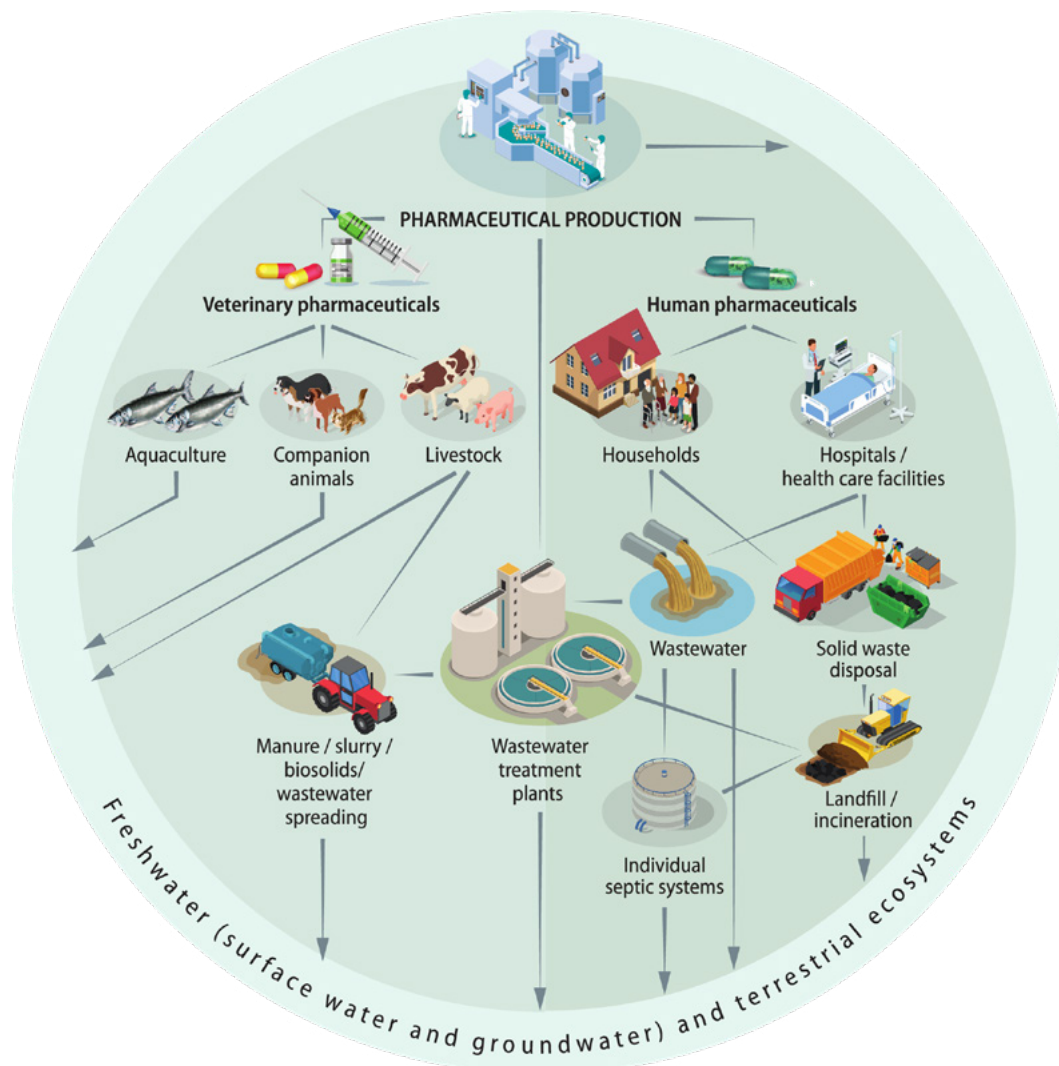 PHARMACEUTICAL PRODUCTION
Veterinary pharmaceuticals
Human pharmaceuticals
Aquaculture
Companion
animals
Livestock
Households
Hospitals /
health care facilities
Wastewater
Solid waste
disposal
Manure / slurry /
biosolids/
wastewater
spreading
Wastewater
treatment
plants
Individual
septic systems
Landfill /
incineration
Freshwater (surface water and groundwater) and terrestrial ecosystems